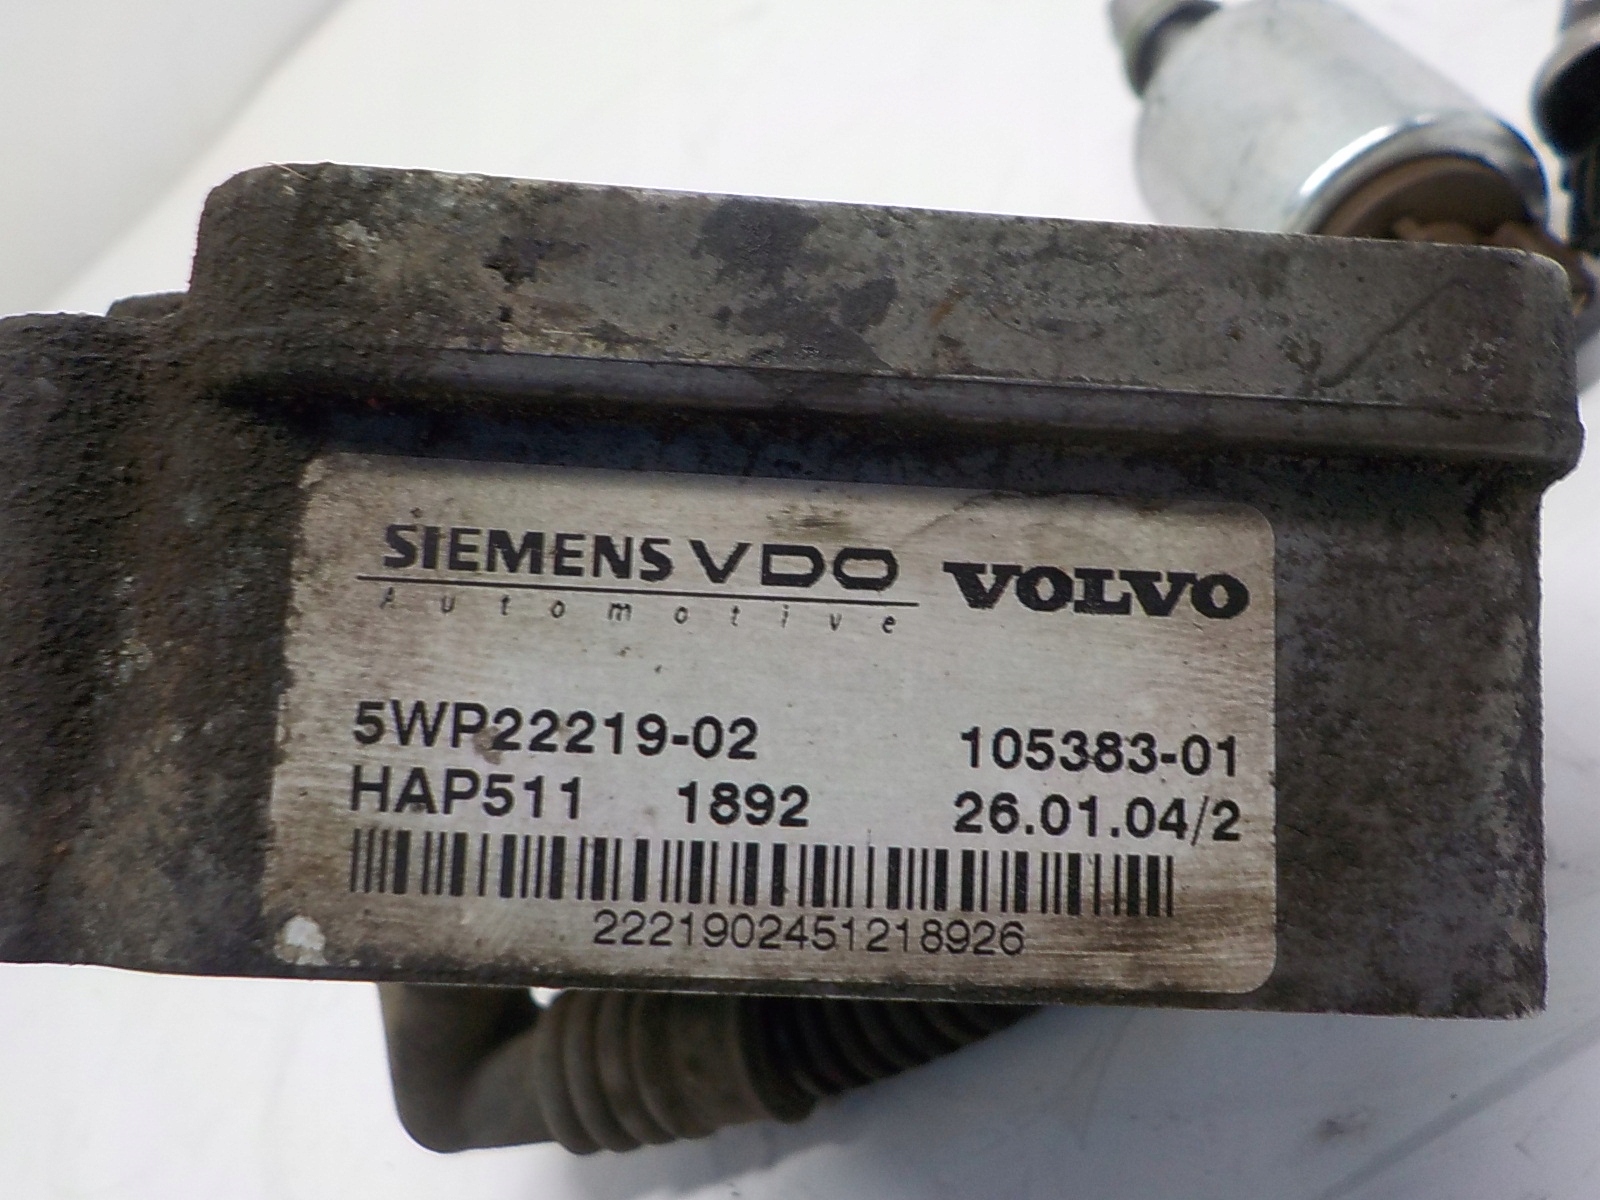 SIEMENS VDO VOLVO
Automotive
5WP22219-02 105383-01
HAP511 1892 26.01.04/2
2221902451218926